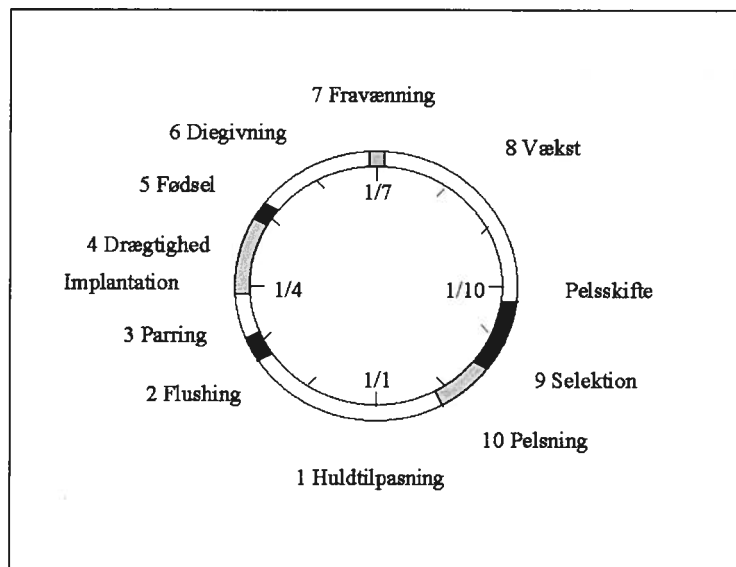 7 Fravænning
6 Diegivning
8 Vækst
5 Fødsel
1/7
4 Drægtighed
Implantation
1/4
1/10
Pelsskifte
3 Parring
2 Flushing
1/1
9 Selektion
10 Pelsning
1 Huldtilpasning